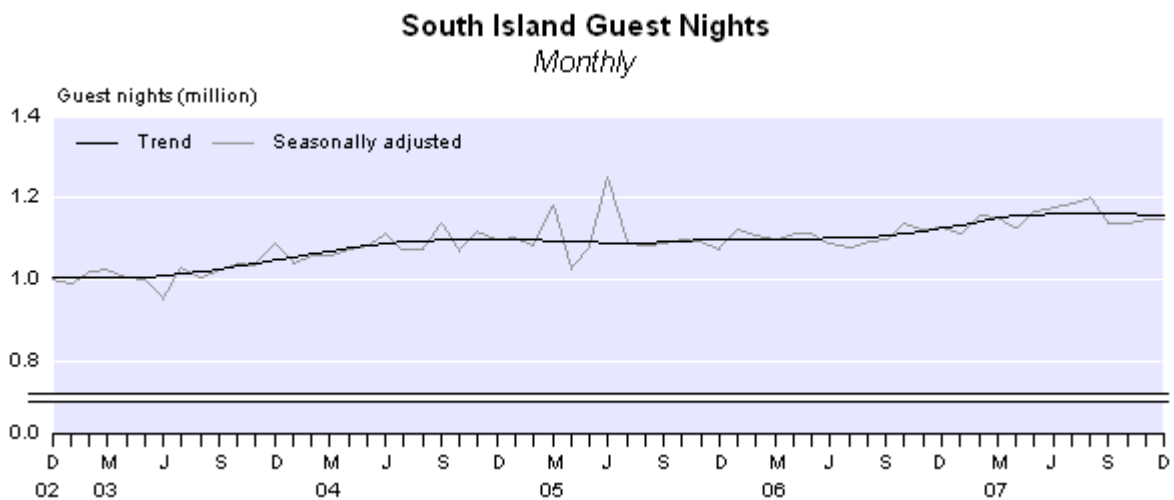 South Island Guest Nights
Monthly
Guest nights (million)
1.4
Trend Seasonally adjusted
1.2
1.0
0.8
0.0
D M J S D M J S D M J S D M J S D M J S D
02 03 04 05 06 07